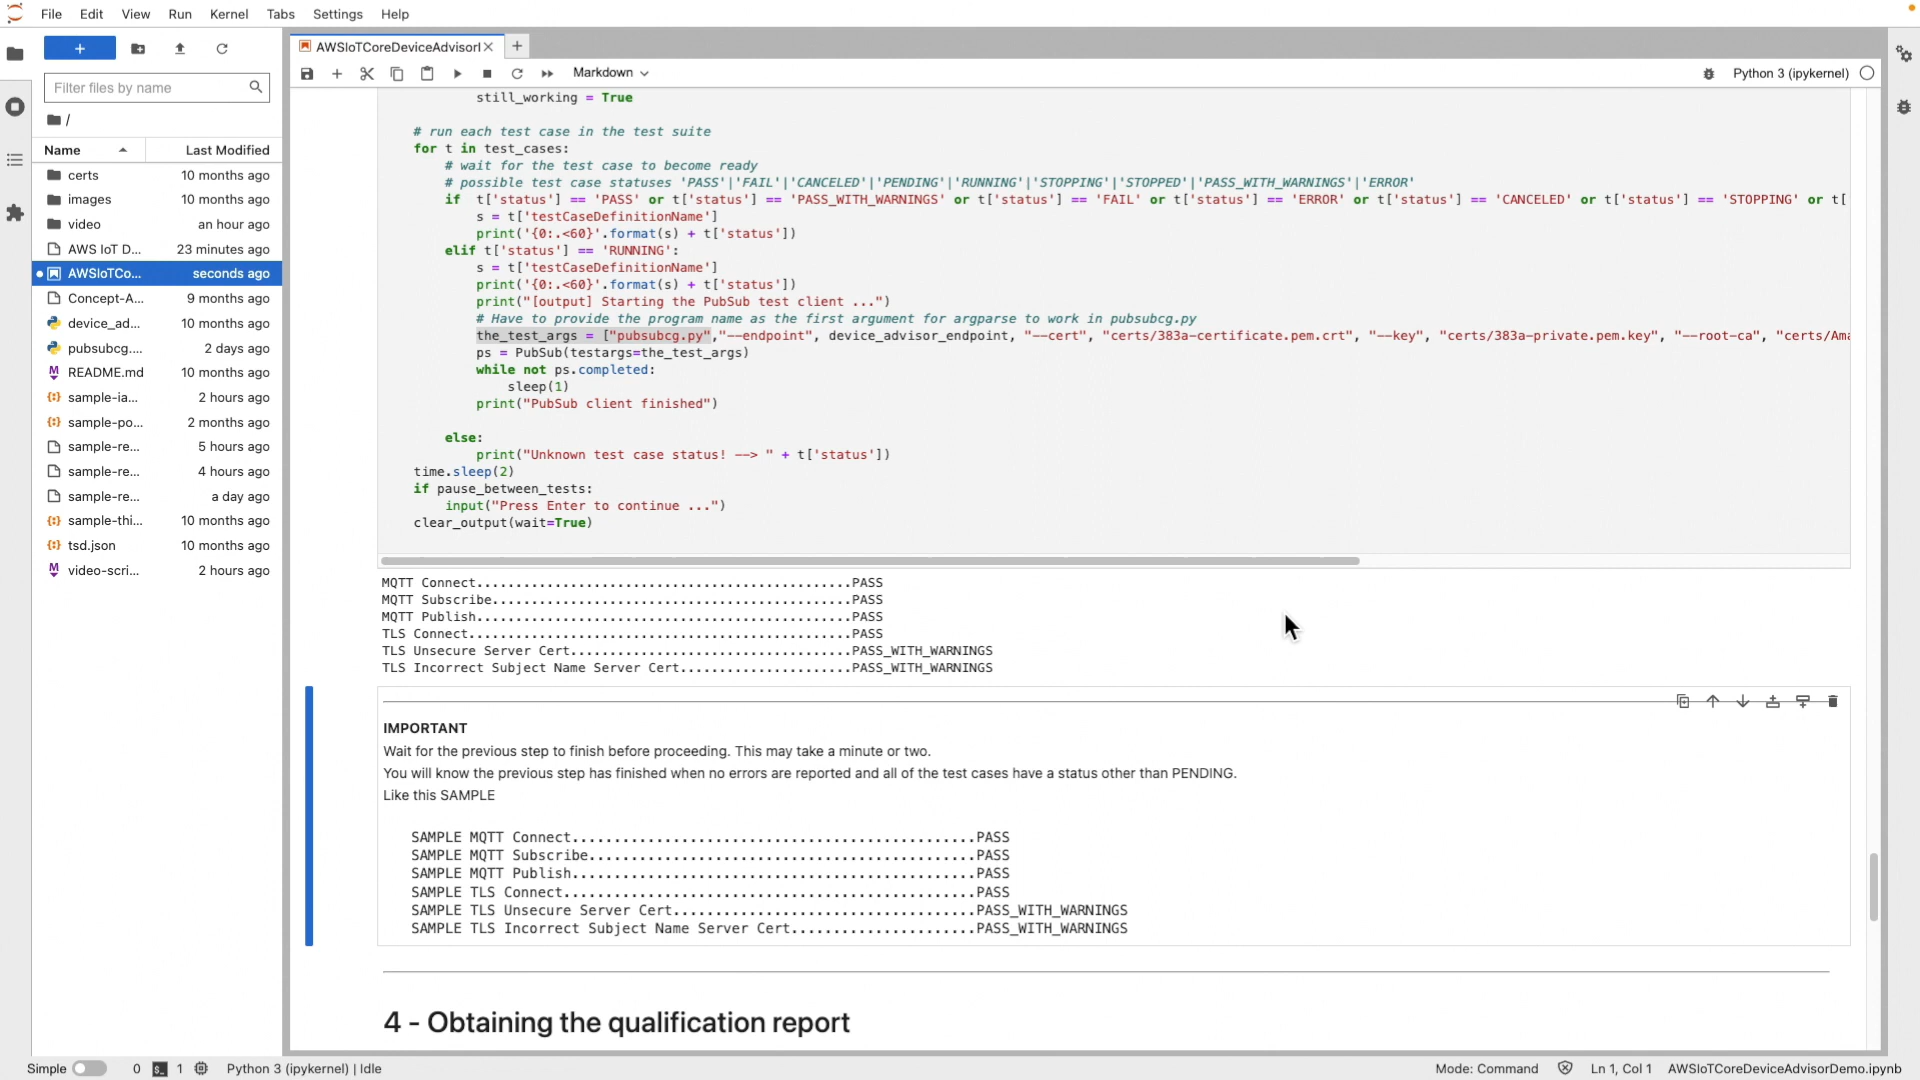 File Edit View Run Kernel Tabs Settings Help
+
Filter files by name
/
Name Last Modified
certs 10 months ago
images 10 months ago
video an hour ago
AWS IoT D... 23 minutes ago
AWSIoTCo... seconds ago
Concept-A... 9 months ago
device_ad... 10 months ago
pubsubcg.... 2 days ago
README.md 10 months ago
sample-ia... 2 hours ago
sample-po... 2 months ago
sample-re... 5 hours ago
sample-re... 4 hours ago
sample-re... a day ago
sample-thi... 10 months ago
tsd.json 10 months ago
video-scri... 2 hours ago
AWSIoTCoreDeviceAdvisorI
Markdown
Python 3 (ipykernel)
still_working = True
# run each test case in the test suite
for t in test_cases:
# wait for the test case to become ready
# possible test case statuses 'PASS'|'FAIL'|'CANCELED'|'PENDING'|'RUNNING'|'STOPPING'|'STOPPED'|'PASS_WITH_WARNINGS'|'ERROR'
if t['status'] == 'PASS' or t['status'] == 'PASS_WITH_WARNINGS' or t['status'] == 'FAIL' or t['status'] == 'ERROR' or t['status'] == 'CANCELED' or t['status'] == 'STOPPING' or t[
s = t['testCaseDefinitionName']
print('{0:.<60}'.format(s) + t['status'])
elif t['status'] == 'RUNNING':
s = t['testCaseDefinitionName']
print('{0:.<60}'.format(s) + t['status'])
print("[output] Starting the PubSub test client ...")
# Have to provide the program name as the first argument for argparse to work in pubsubcg.py
the_test_args = ["pubsubcg.py","--endpoint", device_advisor_endpoint, "--cert", "certs/383a-certificate.pem.crt", "--key", "certs/383a-private.pem.key", "--root-ca", "certs/Ama
ps = PubSub(testargs=the_test_args)
while not ps.completed:
sleep(1)
print("PubSub client finished")
else:
print("Unknown test case status! --> " + t['status'])
time.sleep(2)
if pause_between_tests:
input("Press Enter to continue ...")
clear_output(wait=True)
MQTT Connect................................................PASS
MQTT Subscribe..............................................PASS
MQTT Publish................................................PASS
TLS Connect.................................................PASS
TLS Unsecure Server Cert....................................PASS_WITH_WARNINGS
TLS Incorrect Subject Name Server Cert......................PASS_WITH_WARNINGS
IMPORTANT
Wait for the previous step to finish before proceeding. This may take a minute or two.
You will know the previous step has finished when no errors are reported and all of the test cases have a status other than PENDING.
Like this SAMPLE
SAMPLE MQTT Connect................................................PASS
SAMPLE MQTT Subscribe..............................................PASS
SAMPLE MQTT Publish................................................PASS
SAMPLE TLS Connect.................................................PASS
SAMPLE TLS Unsecure Server Cert....................................PASS_WITH_WARNINGS
SAMPLE TLS Incorrect Subject Name Server Cert......................PASS_WITH_WARNINGS
4 - Obtaining the qualification report
Simple 0 1 Python 3 (ipykernel) | Idle Mode: Command Ln 1, Col 1 AWSIoTCoreDeviceAdvisorDemo.ipynb